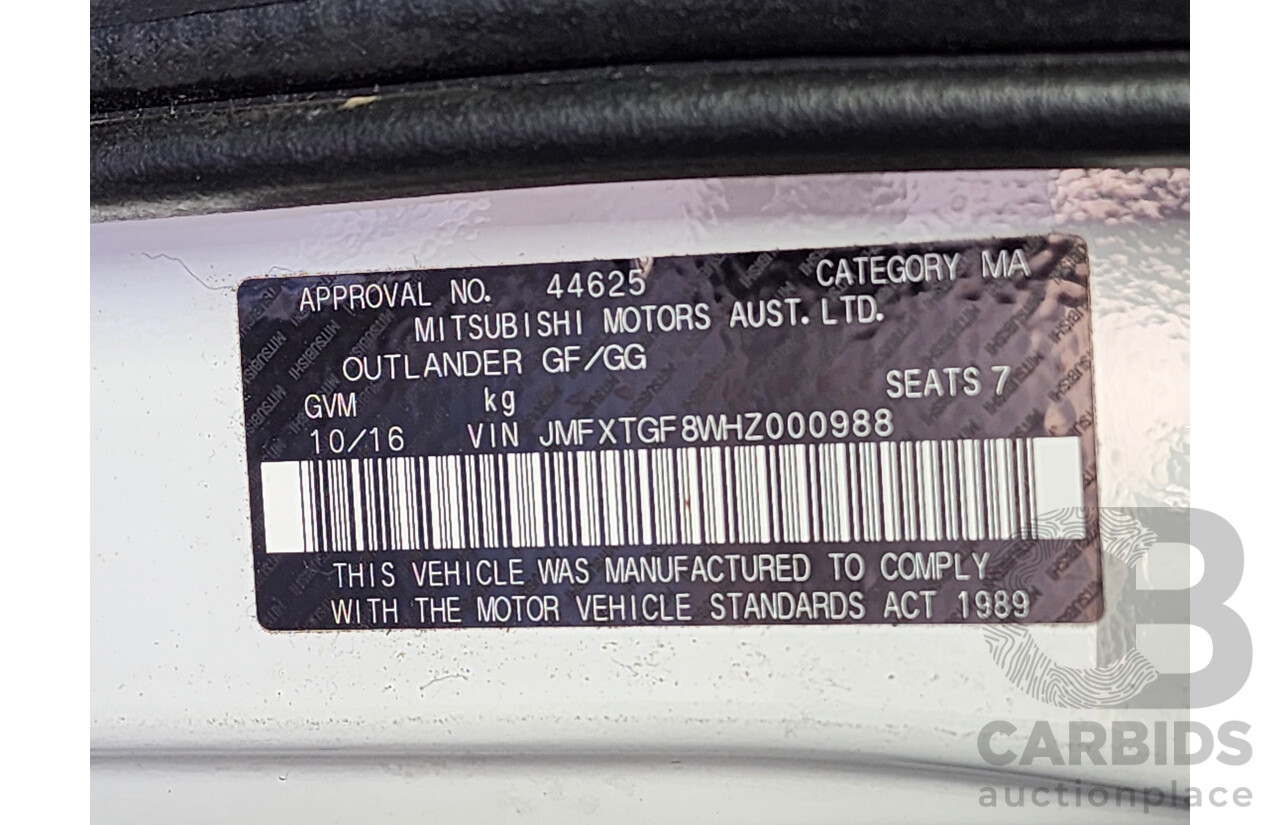 APPROVAL NO. 44625 CATEGORY MA
MITSUBISHI MOTORS AUST. LTD.
OUTLANDER GF/GG
GVM kg SEATS 7
10/16 VIN JMFXTGF8WHZ000988
THIS VEHICLE WAS MANUFACTURED TO COMPLY
WITH THE MOTOR VEHICLE STANDARDS ACT 1989
CB
CARBIDS
auctionplace